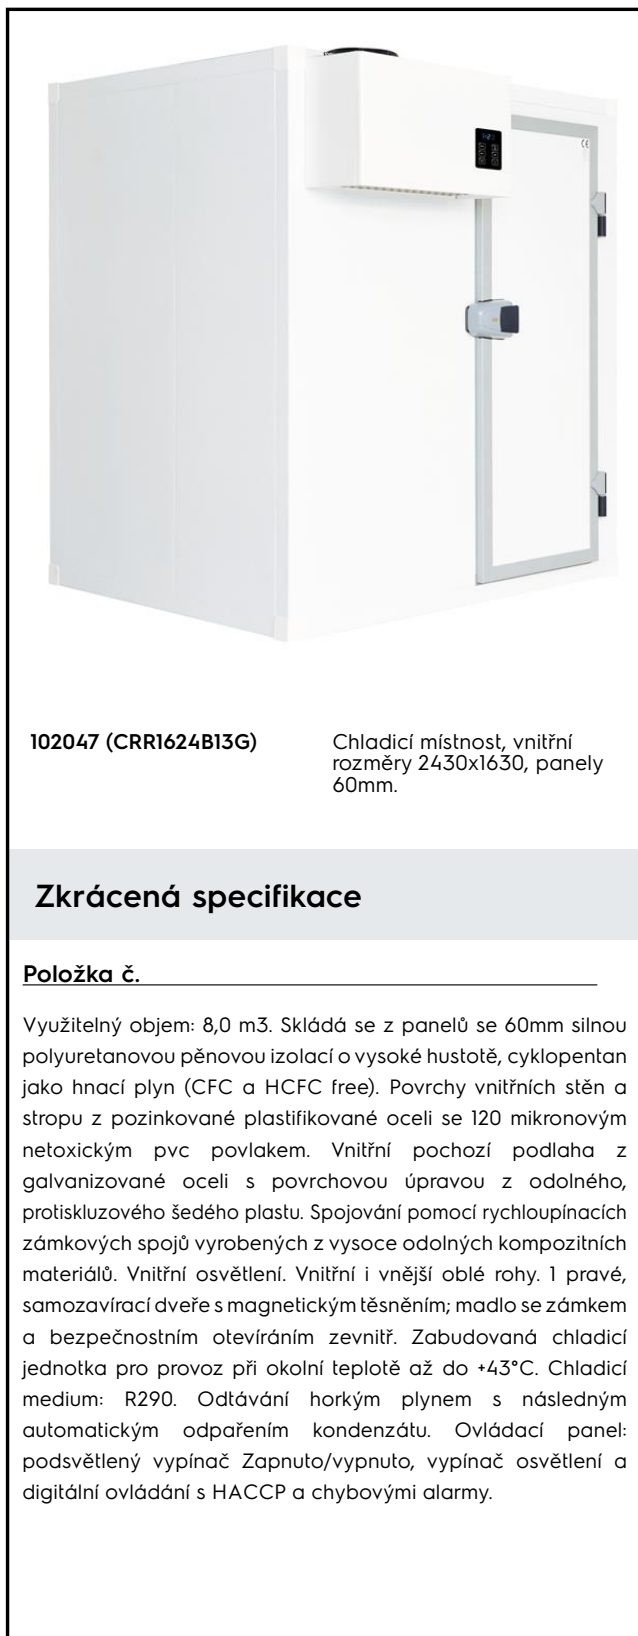 102047 (CRR1624B13G)
Chladicí místnost, vnitřní
rozměry 2430x1630, panely
60mm.
Zkrácená specifikace
Položka č.
Využitelný objem: 8,0 m3. Skládá se z panelů se 60mm silnou
polyuretanovou pěnovou izolací o vysoké hustotě, cyklopentan
jako hnací plyn (CFC a HCFC free). Povrchy vnitřních stěn a
stropu z pozinkované plastifikované oceli se 120 mikronovým
netoxickým pvc povlakem. Vnitřní pochozí podlaha z
galvanizované oceli s povrchovou úpravou z odolného,
protiskluzového šedého plastu. Spojování pomocí rychloupínacích
zámkových spojů vyrobených z vysoce odolných kompozitních
materiálů. Vnitřní osvětlení. Vnitřní i vnější oblé rohy. 1 pravé,
samozavírací dveře s magnetickým těsněním; madlo se zámkem
a bezpečnostním otevíráním zevnitř. Zabudovaná chladicí
jednotka pro provoz při okolní teplotě až do +43°C. Chladicí
medium: R290. Odtávání horkým plynem s následným
automatickým odpařením kondenzátu. Ovládací panel:
podsvětlený vypínač Zapnuto/vypnuto, vypínač osvětlení a
digitální ovládání s HACCP a chybovými alarmy.